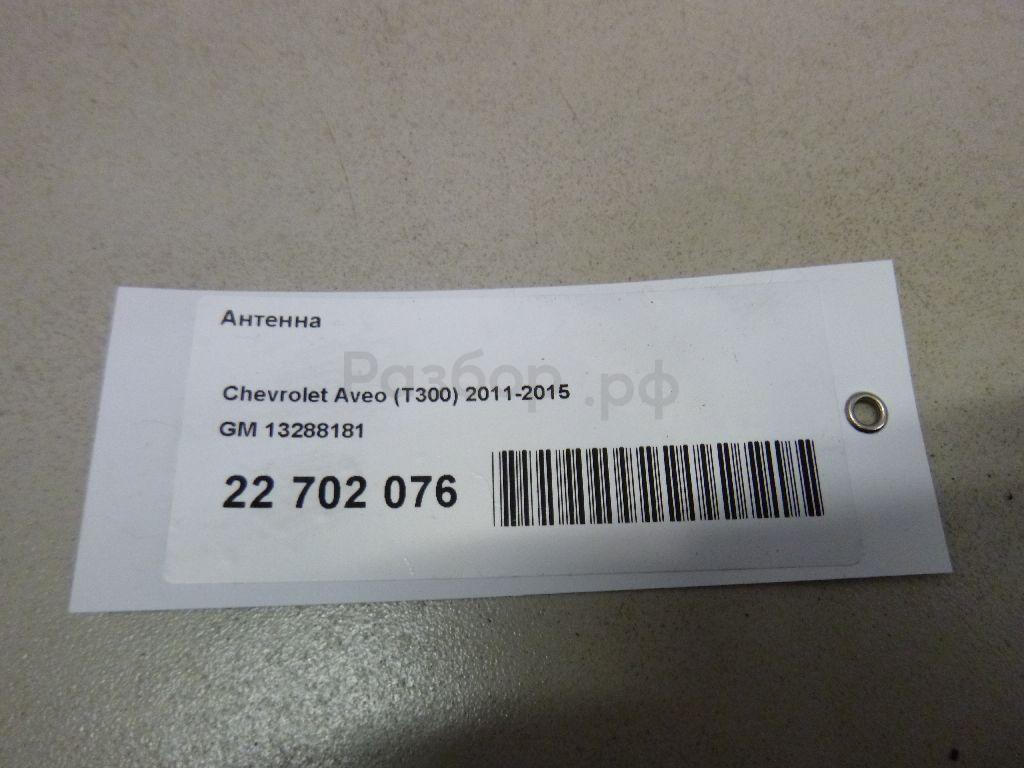 Антенна
Разбор.рф
Chevrolet Aveo (T300) 2011-2015
GM 13288181
22 702 076